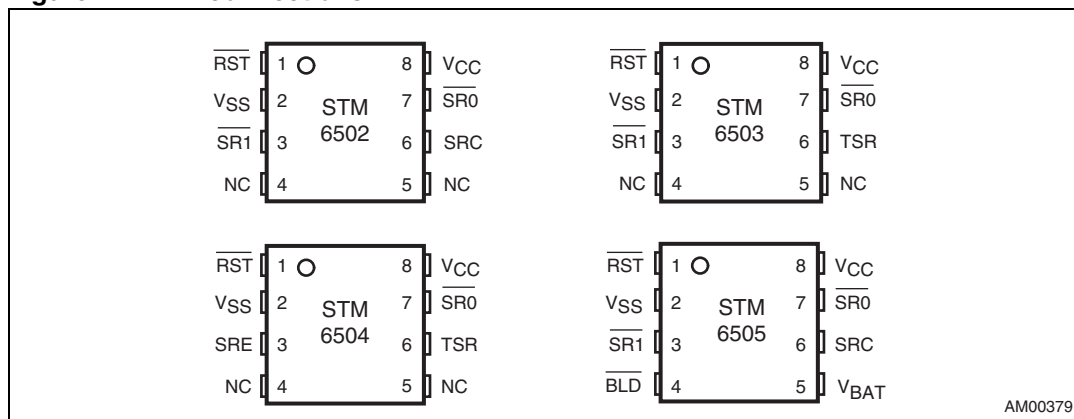 Figure connections
RST 1 8 VCC
VSS 2 STM 6502 7 SR0
SR1 3 6 SRC
NC 4 5 NC
RST 1 8 VCC
VSS 2 STM 6503 7 SR0
SR1 3 6 TSR
NC 4 5 NC
RST 1 8 VCC
VSS 2 STM 6504 7 SR0
SRE 3 6 TSR
NC 4 5 NC
RST 1 8 VCC
VSS 2 STM 6505 7 SR0
SR1 3 6 SRC
BLD 4 5 VBAT
AM00379